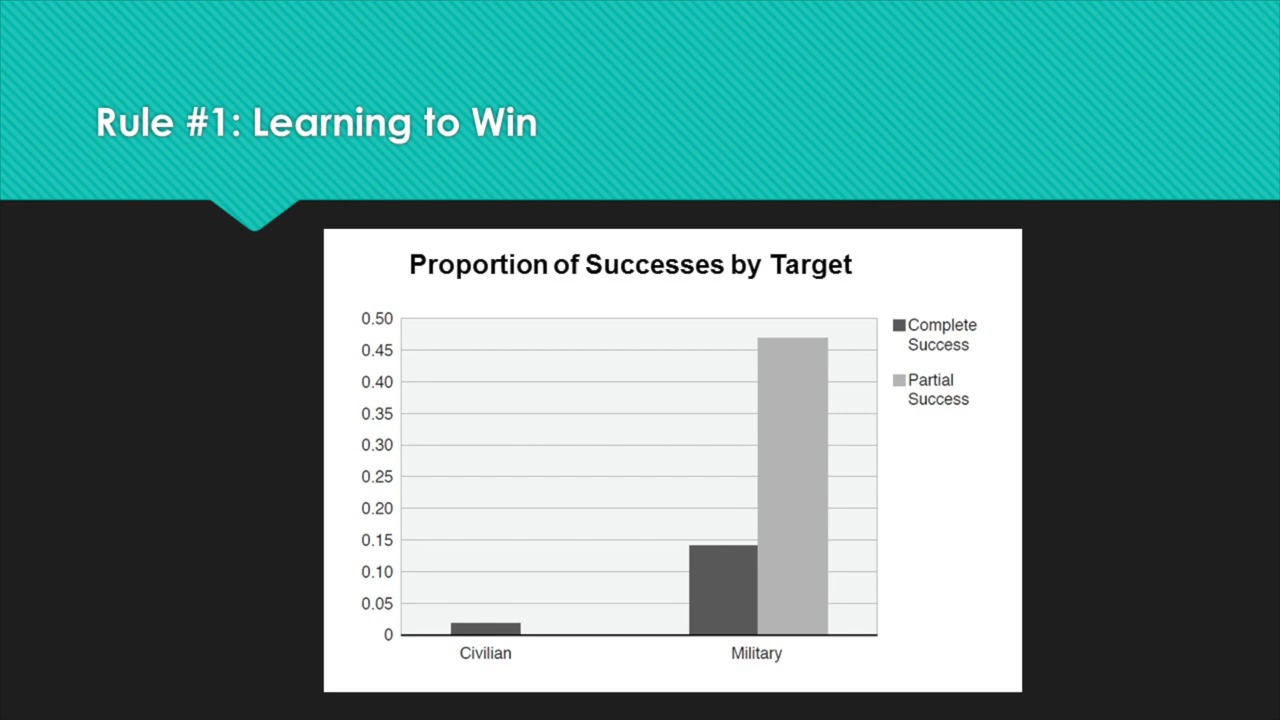 Rule #1: Learning to Win
Proportion of Successes by Target
0.50
0.45
0.40
0.35
0.30
0.25
0.20
0.15
0.10
0.05
0
Civilian
Military
Complete
Success
Partial
Success